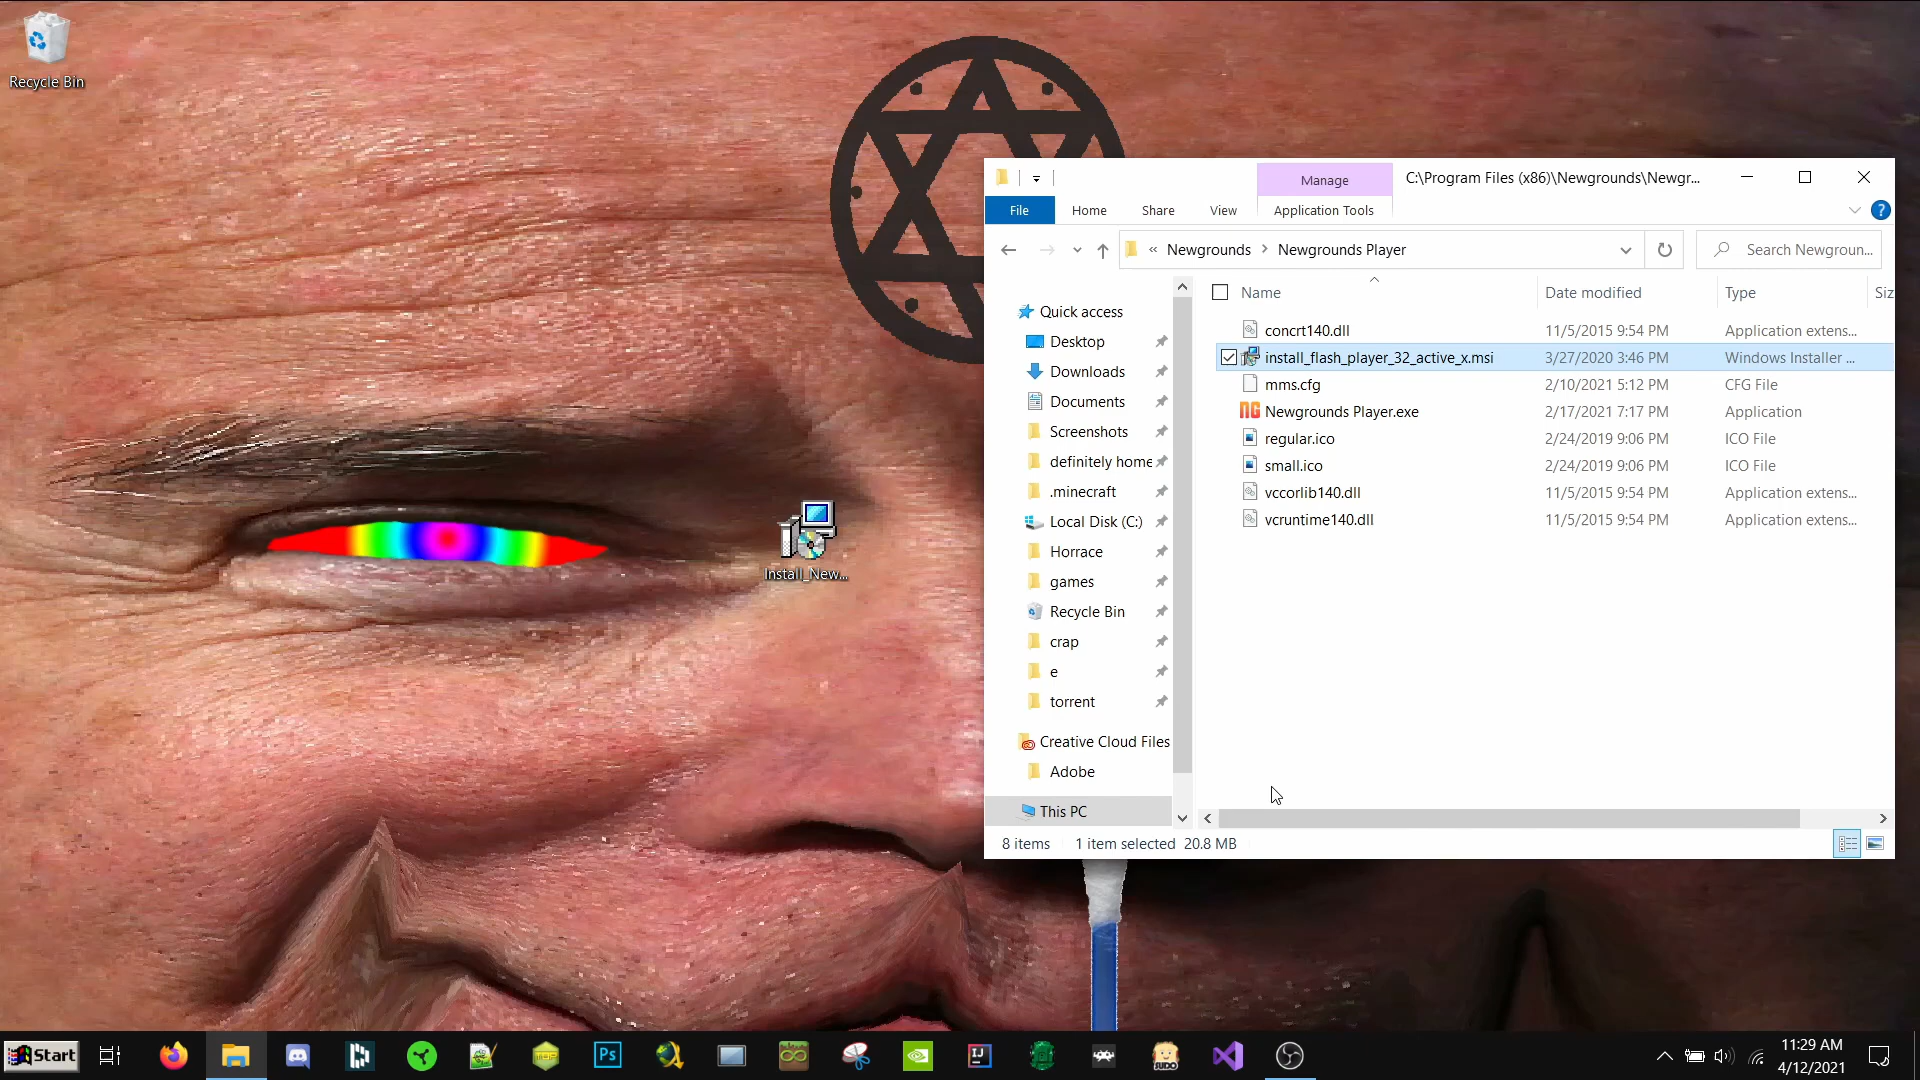 Recycle Bin
Install_New...
Manage
C:\Program Files (x86)\Newgrounds\Newgr...
File
Home
Share
View
Application Tools
?
« Newgrounds > Newgrounds Player
Search Newgroun...
Name
Date modified
Type
Siz
Quick access
Desktop
Downloads
Documents
Screenshots
definitely home
.minecraft
Local Disk (C:)
Horrace
games
Recycle Bin
crap
e
torrent
Creative Cloud Files
Adobe
This PC
concrt140.dll 11/5/2015 9:54 PM Application extens...
install_flash_player_32_active_x.msi 3/27/2020 3:46 PM Windows Installer ...
mms.cfg 2/10/2021 5:12 PM CFG File
NG Newgrounds Player.exe 2/17/2021 7:17 PM Application
regular.ico 2/24/2019 9:06 PM ICO File
small.ico 2/24/2019 9:06 PM ICO File
vccorlib140.dll 11/5/2015 9:54 PM Application extens...
vcruntime140.dll 11/5/2015 9:54 PM Application extens...
8 items 1 item selected 20.8 MB
Start
Ps
IJ
SUDO
11:29 AM
4/12/2021